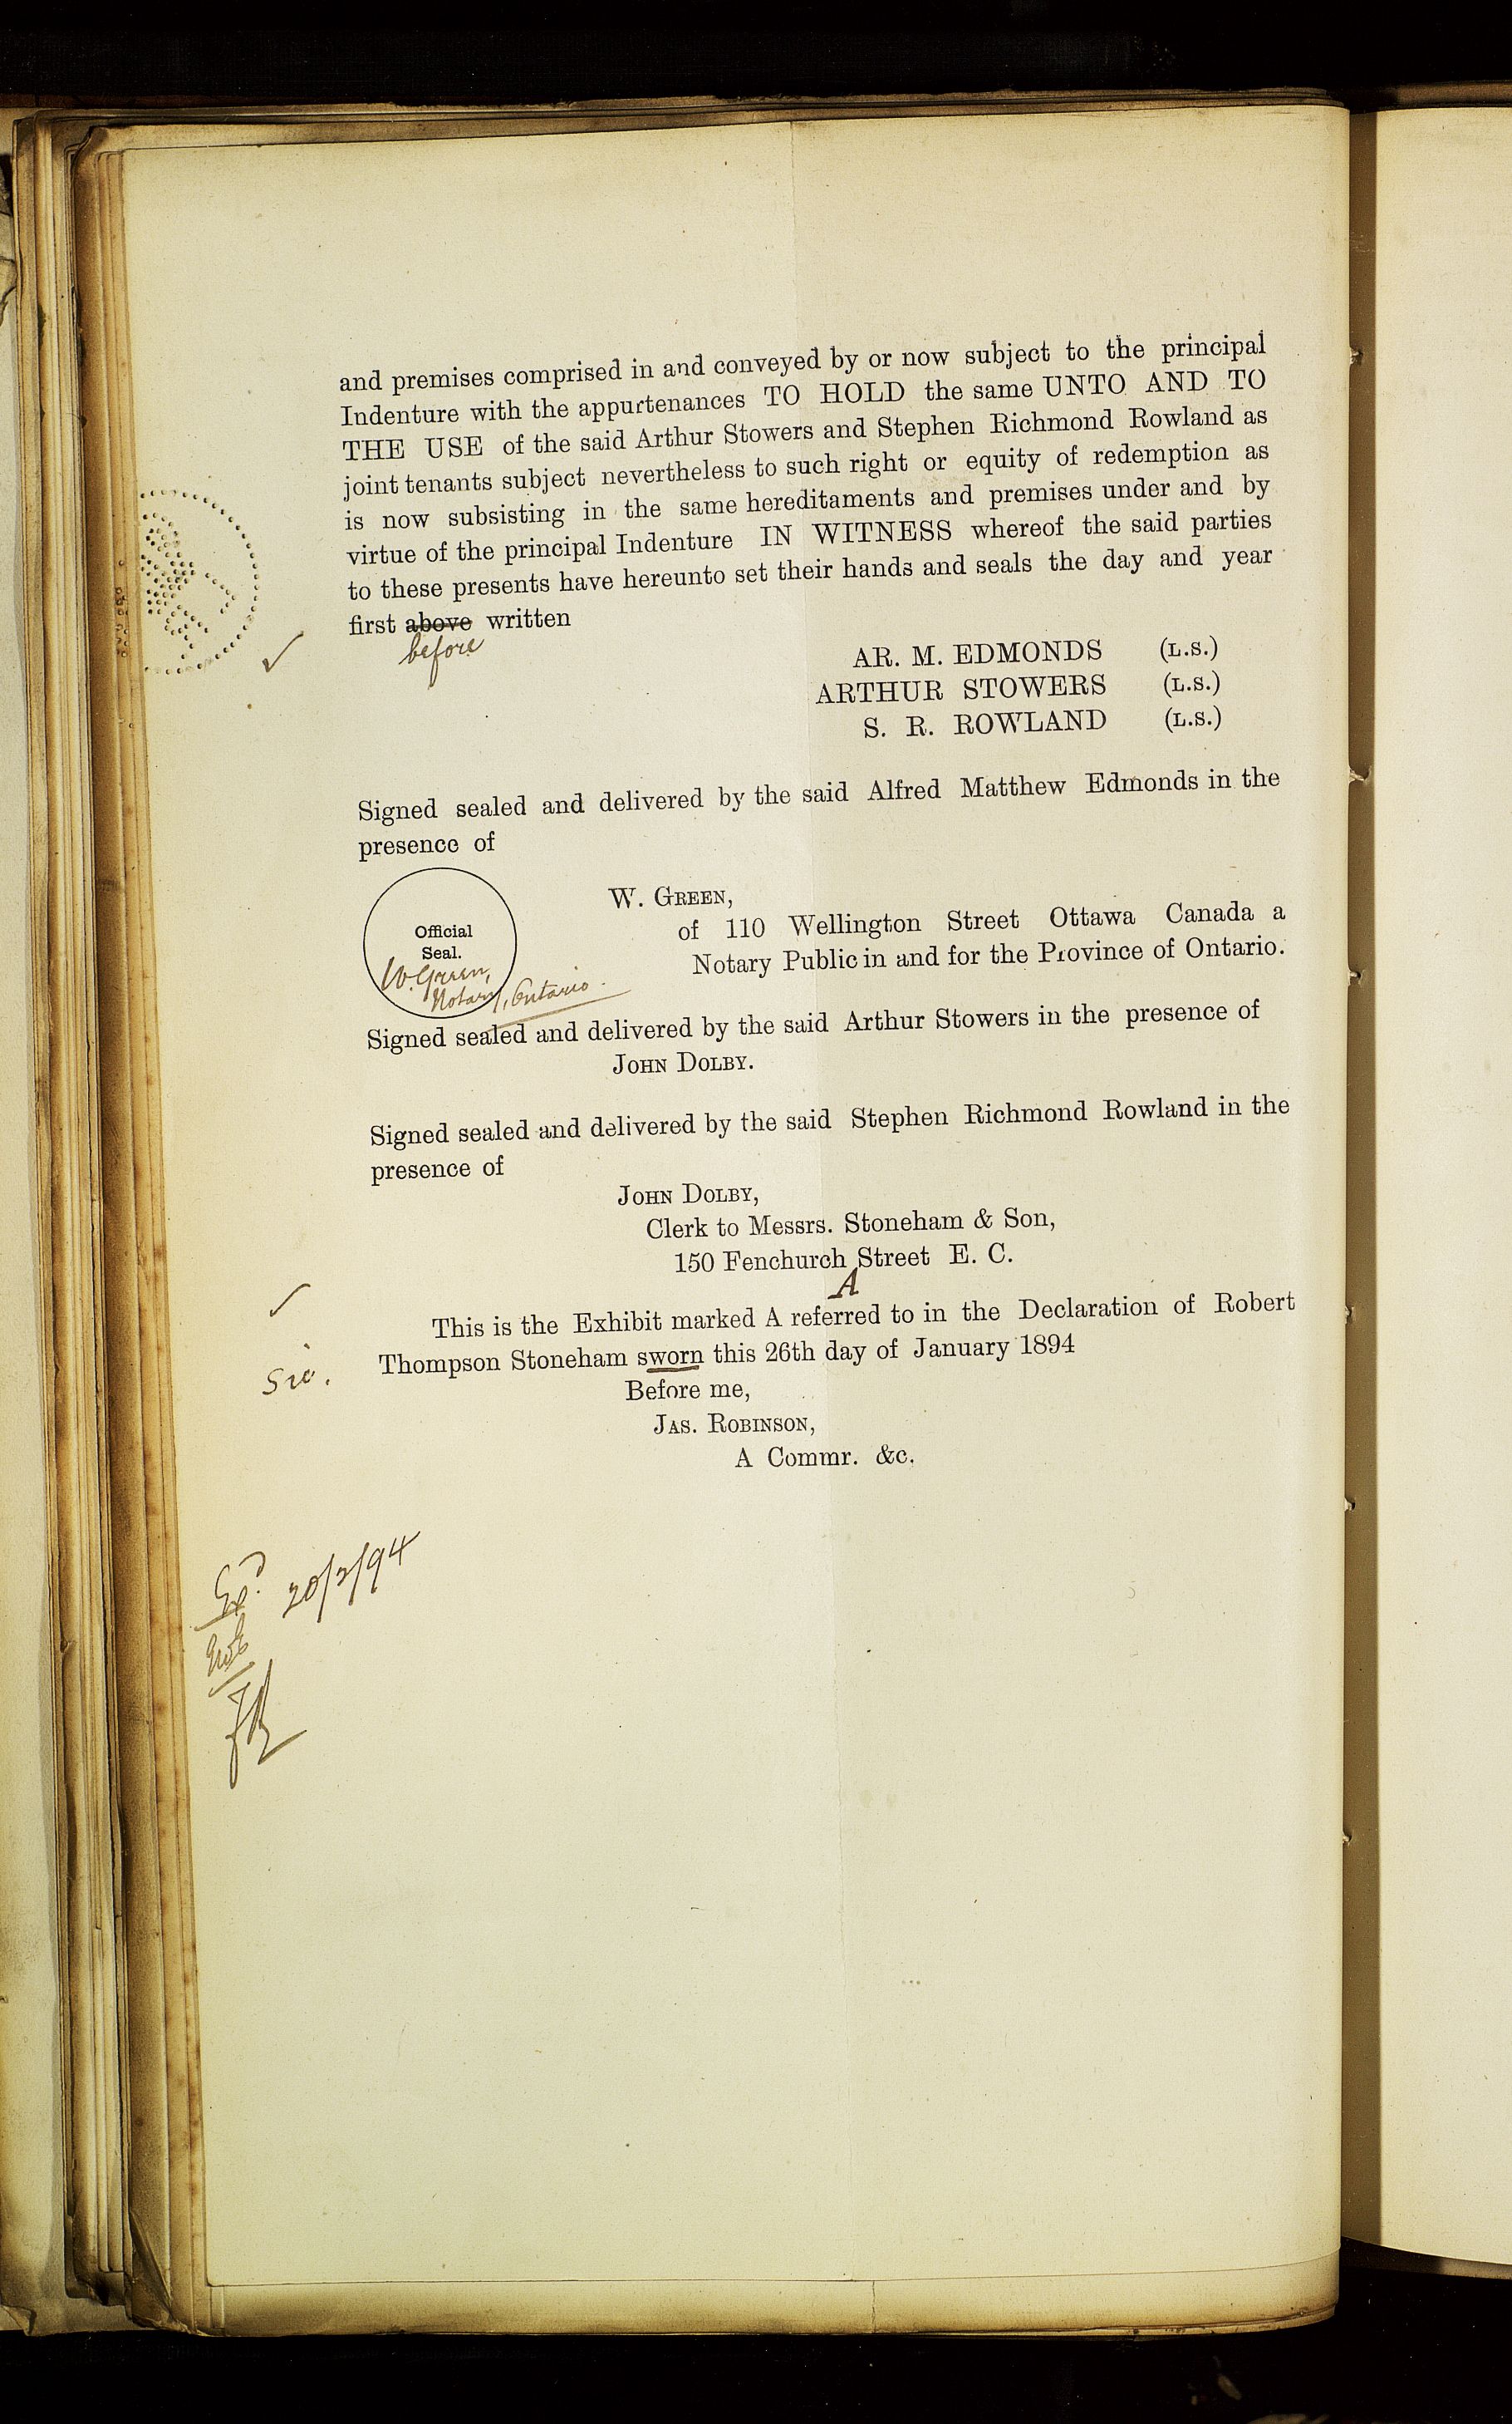 and premises comprised in and conveyed by or now subject to the principal
Indenture with the appurtenances TO HOLD the same UNTO AND TO
THE USE of the said Arthur Stowers and Stephen Richmond Rowland as
joint tenants subject nevertheless to such right or equity of redemption as
is now subsisting in the same hereditaments and premises under and by
virtue of the principal Indenture IN WITNESS whereof the said parties
to these presents have hereunto set their hands and seals the day and year
first above written
before
AR. M. EDMONDS (L.S.)
ARTHUR STOWERS (L.S.)
S. R. ROWLAND (L.S.)
Signed sealed and delivered by the said Alfred Matthew Edmonds in the
presence of
W. GREEN,
of 110 Wellington Street Ottawa Canada a
Notary Public in and for the Province of Ontario.
Official
Seal.
W. Green,
Notary, Ontario.
Signed sealed and delivered by the said Arthur Stowers in the presence of
JOHN DOLBY.
Signed sealed and delivered by the said Stephen Richmond Rowland in the
presence of
JOHN DOLBY,
Clerk to Messrs. Stoneham & Son,
150 Fenchurch Street E. C.
A
This is the Exhibit marked A referred to in the Declaration of Robert
Thompson Stoneham sworn this 26th day of January 1894
Sic.
Before me,
JAS. ROBINSON,
A Commr. &c.
Exd 20/2/94